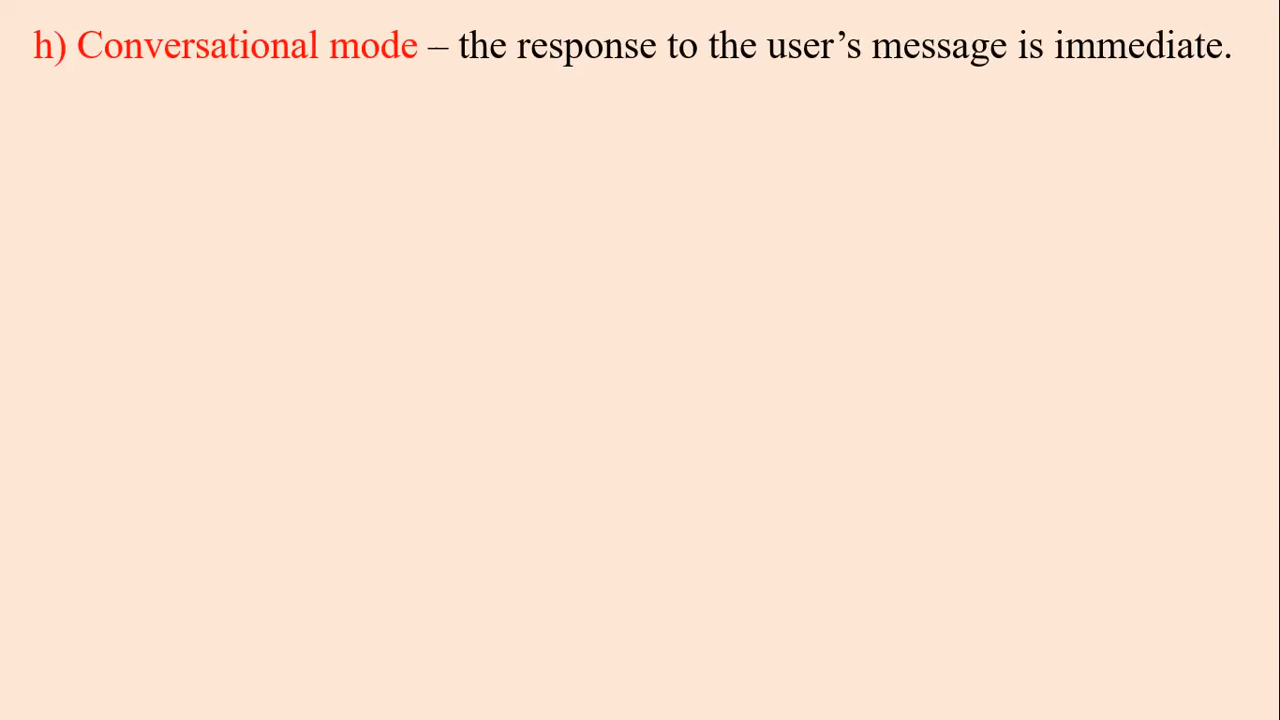 h) Conversational mode – the response to the user’s message is immediate.